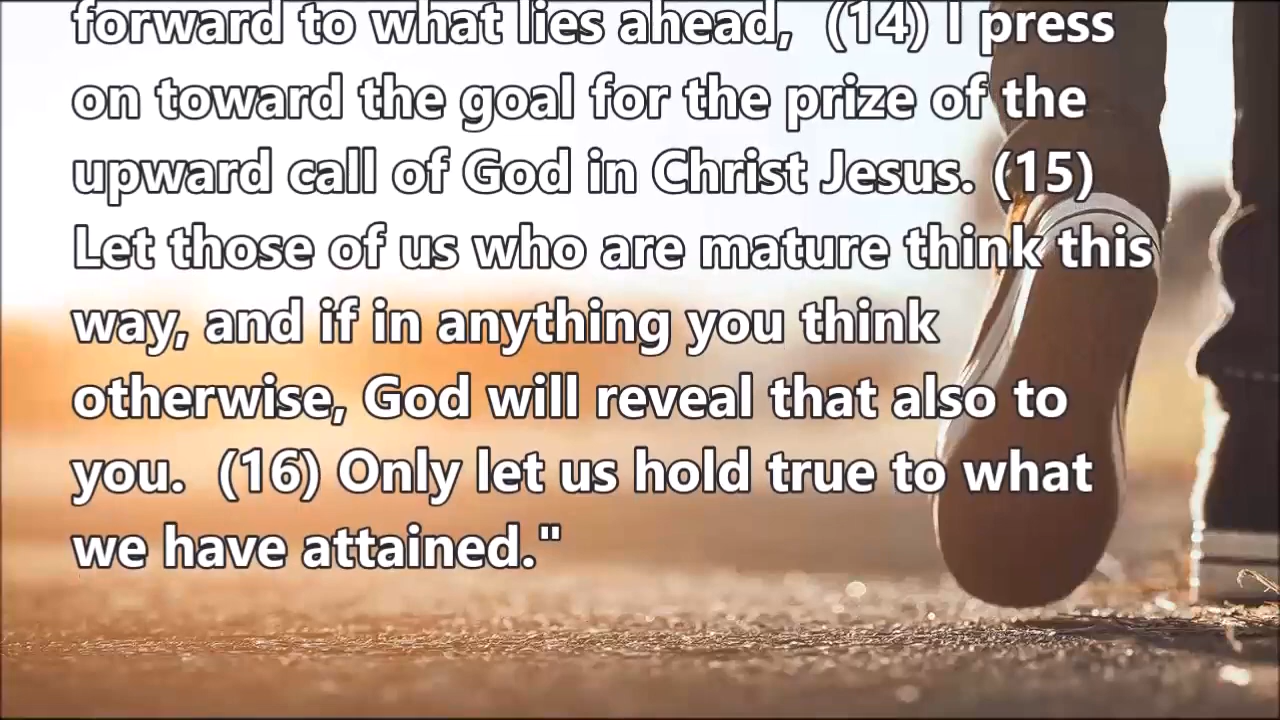 forward to what lies ahead,  (14) I press
on toward the goal for the prize of the
upward call of God in Christ Jesus. (15)
Let those of us who are mature think this
way, and if in anything you think
otherwise, God will reveal that also to
you.  (16) Only let us hold true to what
we have attained."